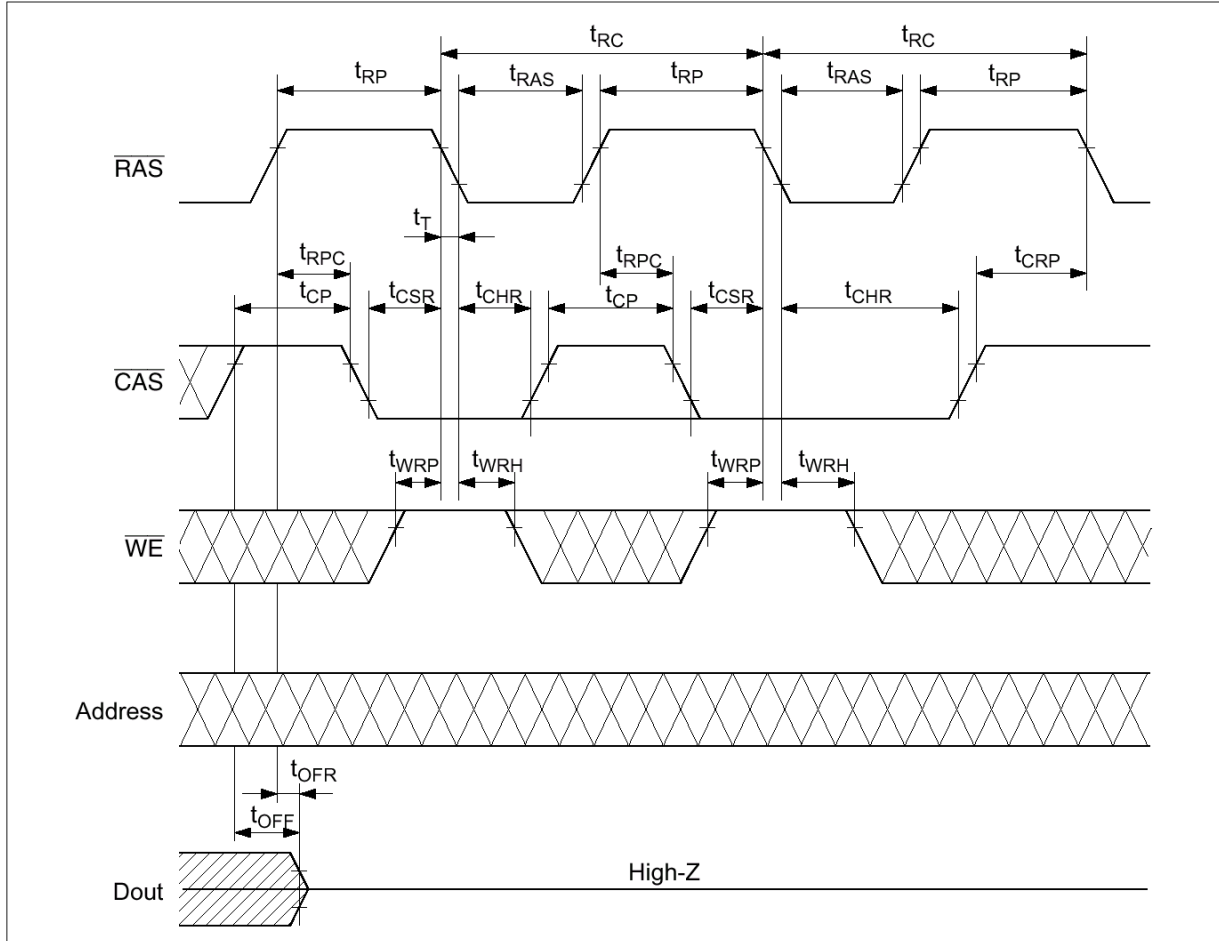 tRC tRC
tRP tRAS tRP tRAS tRP
RAS
tT
tRPC tRPC tCRP
tCP tCSR tCHR tCP tCSR tCHR
CAS
tWRP tWRH tWRP tWRH
WE
Address
tOFR
tOFF
High-Z
Dout